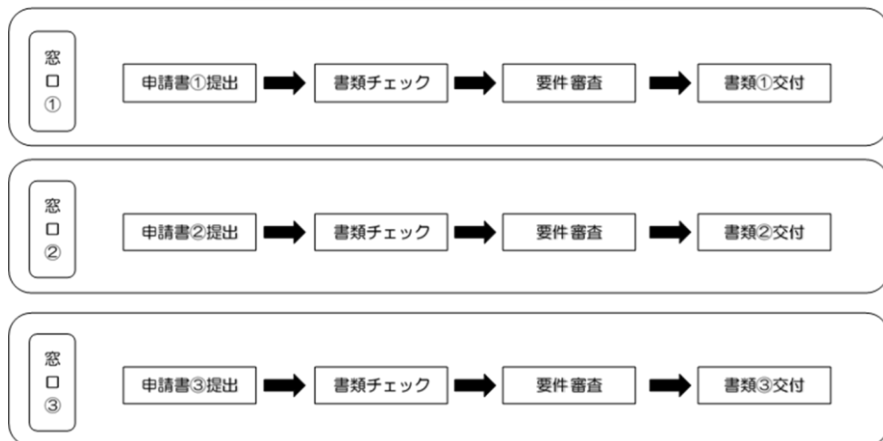 窓口①
申請書①提出
書類チェック
要件審査
書類①交付
窓口②
申請書②提出
書類チェック
要件審査
書類②交付
窓口③
申請書③提出
書類チェック
要件審査
書類③交付